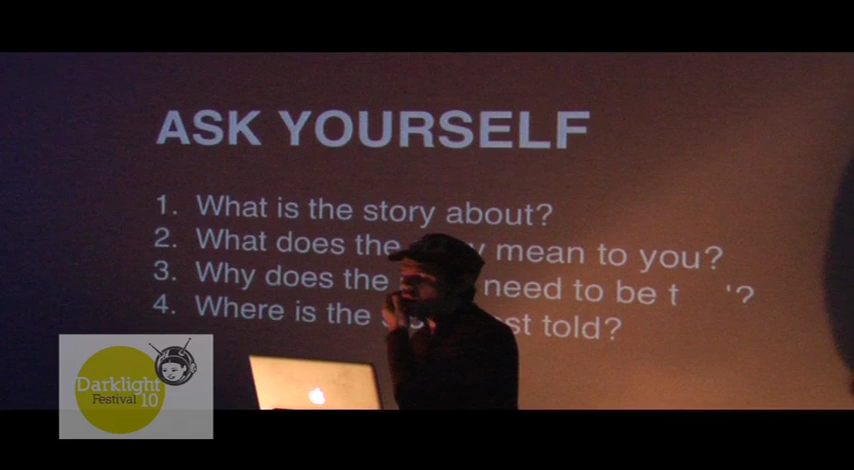 ASK YOURSELF
1. What is the story about?
2. What does the y mean to you?
3. Why does the need to be t '?
4. Where is the st told?
Darklight
Festival 10